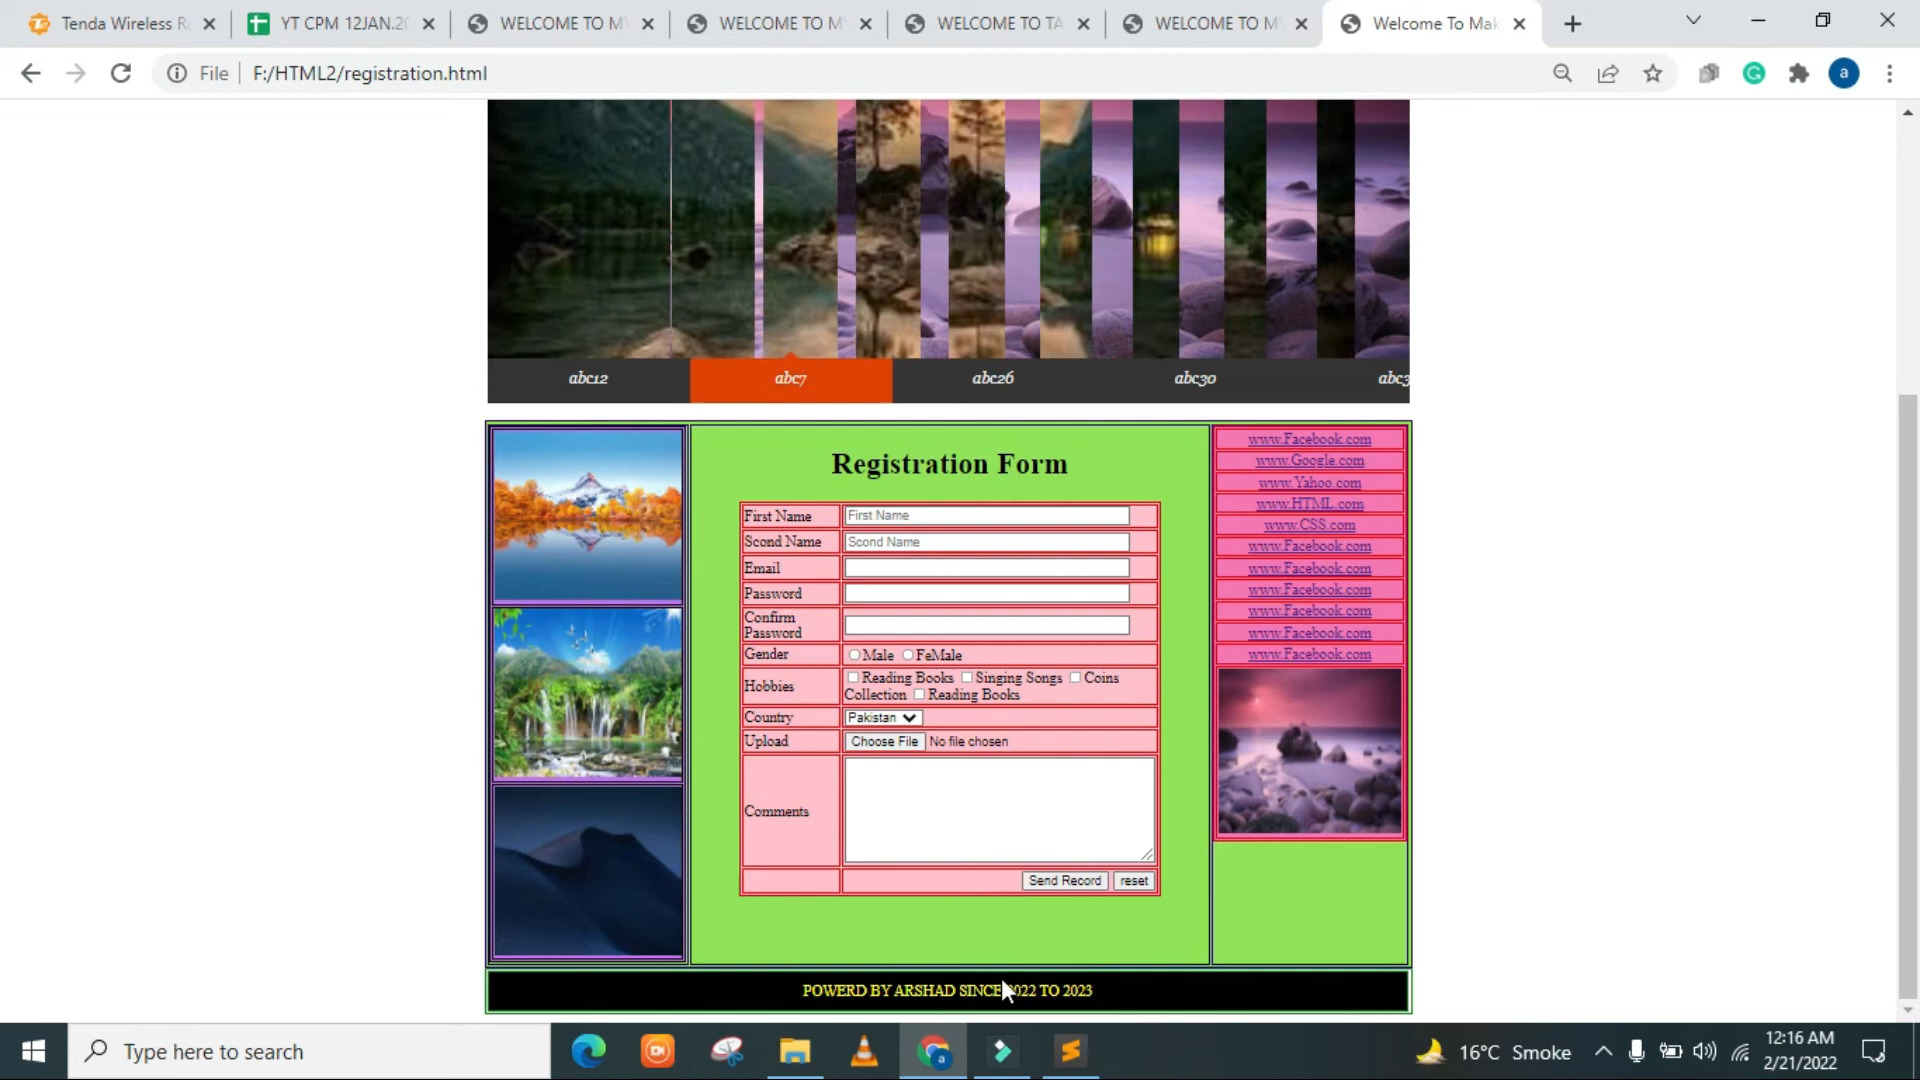 Tenda Wireless R
YT CPM 12JAN.20
WELCOME TO M
WELCOME TO M
WELCOME TO TA
WELCOME TO M
Welcome To Mak
File
F:/HTML2/registration.html
a
abc12
abc7
abc26
abc30
abc3
Registration Form
First Name
First Name
Scond Name
Scond Name
Email
Password
Confirm
Password
Gender
Male FeMale
Hobbies
Reading Books Singing Songs Coins
Collection Reading Books
Country
Pakistan
Upload
Choose File No file chosen
Comments
Send Record reset
www.Facebook.com
www.Google.com
www.Yahoo.com
www.HTML.com
www.CSS.com
www.Facebook.com
www.Facebook.com
www.Facebook.com
www.Facebook.com
www.Facebook.com
www.Facebook.com
POWERD BY ARSHAD SINCE 2022 TO 2023
Type here to search
16°C Smoke
12:16 AM
2/21/2022